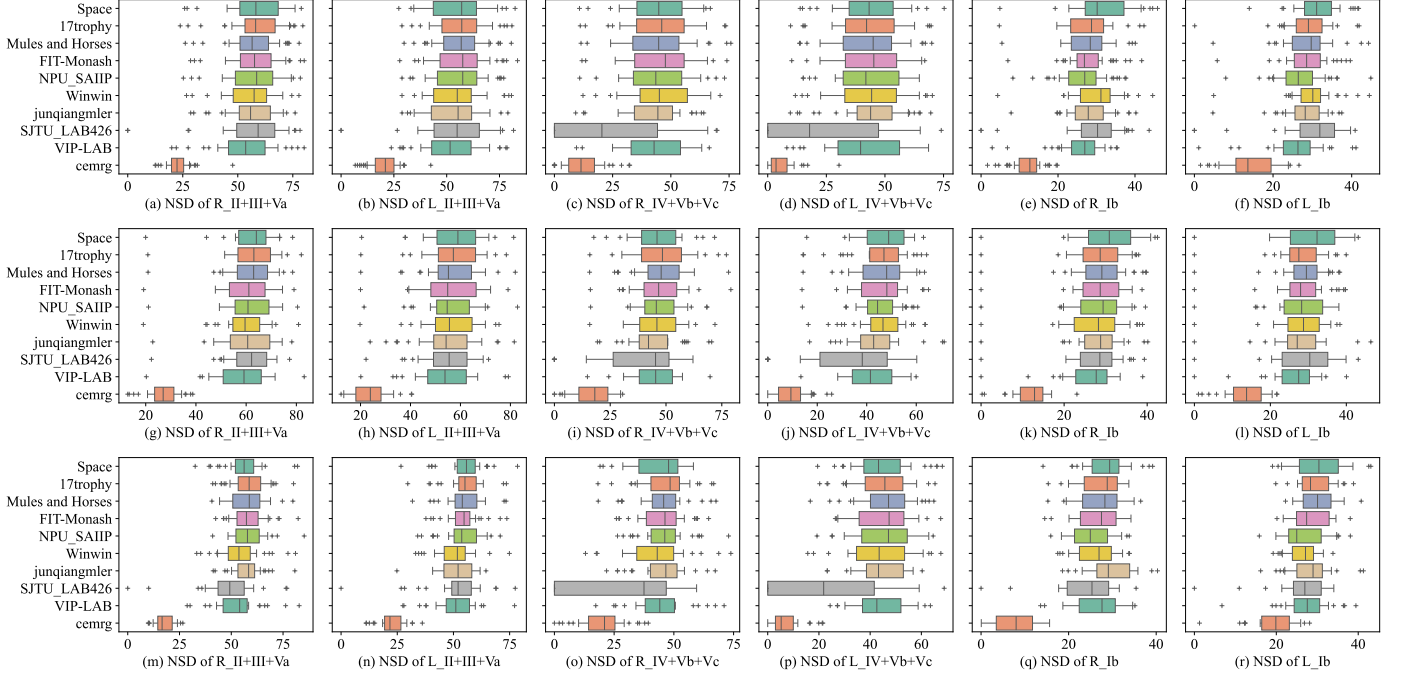 Space
17trophy
Mules and Horses
FIT-Monash
NPU_SAIIP
Winwin
junqiangmler
SJTU_LAB426
VIP-LAB
cemrg
0 25 50 75 0 25 50 75 0 25 50 75 0 25 50 75 0 20 40 0 20 40
(a) NSD of R_II+III+Va (b) NSD of L_II+III+Va (c) NSD of R_IV+Vb+Vc (d) NSD of L_IV+Vb+Vc (e) NSD of R_Ib (f) NSD of L_Ib
Space
17trophy
Mules and Horses
FIT-Monash
NPU_SAIIP
Winwin
junqiangmler
SJTU_LAB426
VIP-LAB
cemrg
20 40 60 80 20 40 60 80 0 25 50 75 0 20 40 60 0 20 40 0 20 40
(g) NSD of R_II+III+Va (h) NSD of L_II+III+Va (i) NSD of R_IV+Vb+Vc (j) NSD of L_IV+Vb+Vc (k) NSD of R_Ib (l) NSD of L_Ib
Space
17trophy
Mules and Horses
FIT-Monash
NPU_SAIIP
Winwin
junqiangmler
SJTU_LAB426
VIP-LAB
cemrg
0 25 50 75 0 25 50 75 0 25 50 75 0 20 40 60 0 20 40 0 20 40
(m) NSD of R_II+III+Va (n) NSD of L_II+III+Va (o) NSD of R_IV+Vb+Vc (p) NSD of L_IV+Vb+Vc (q) NSD of R_Ib (r) NSD of L_Ib